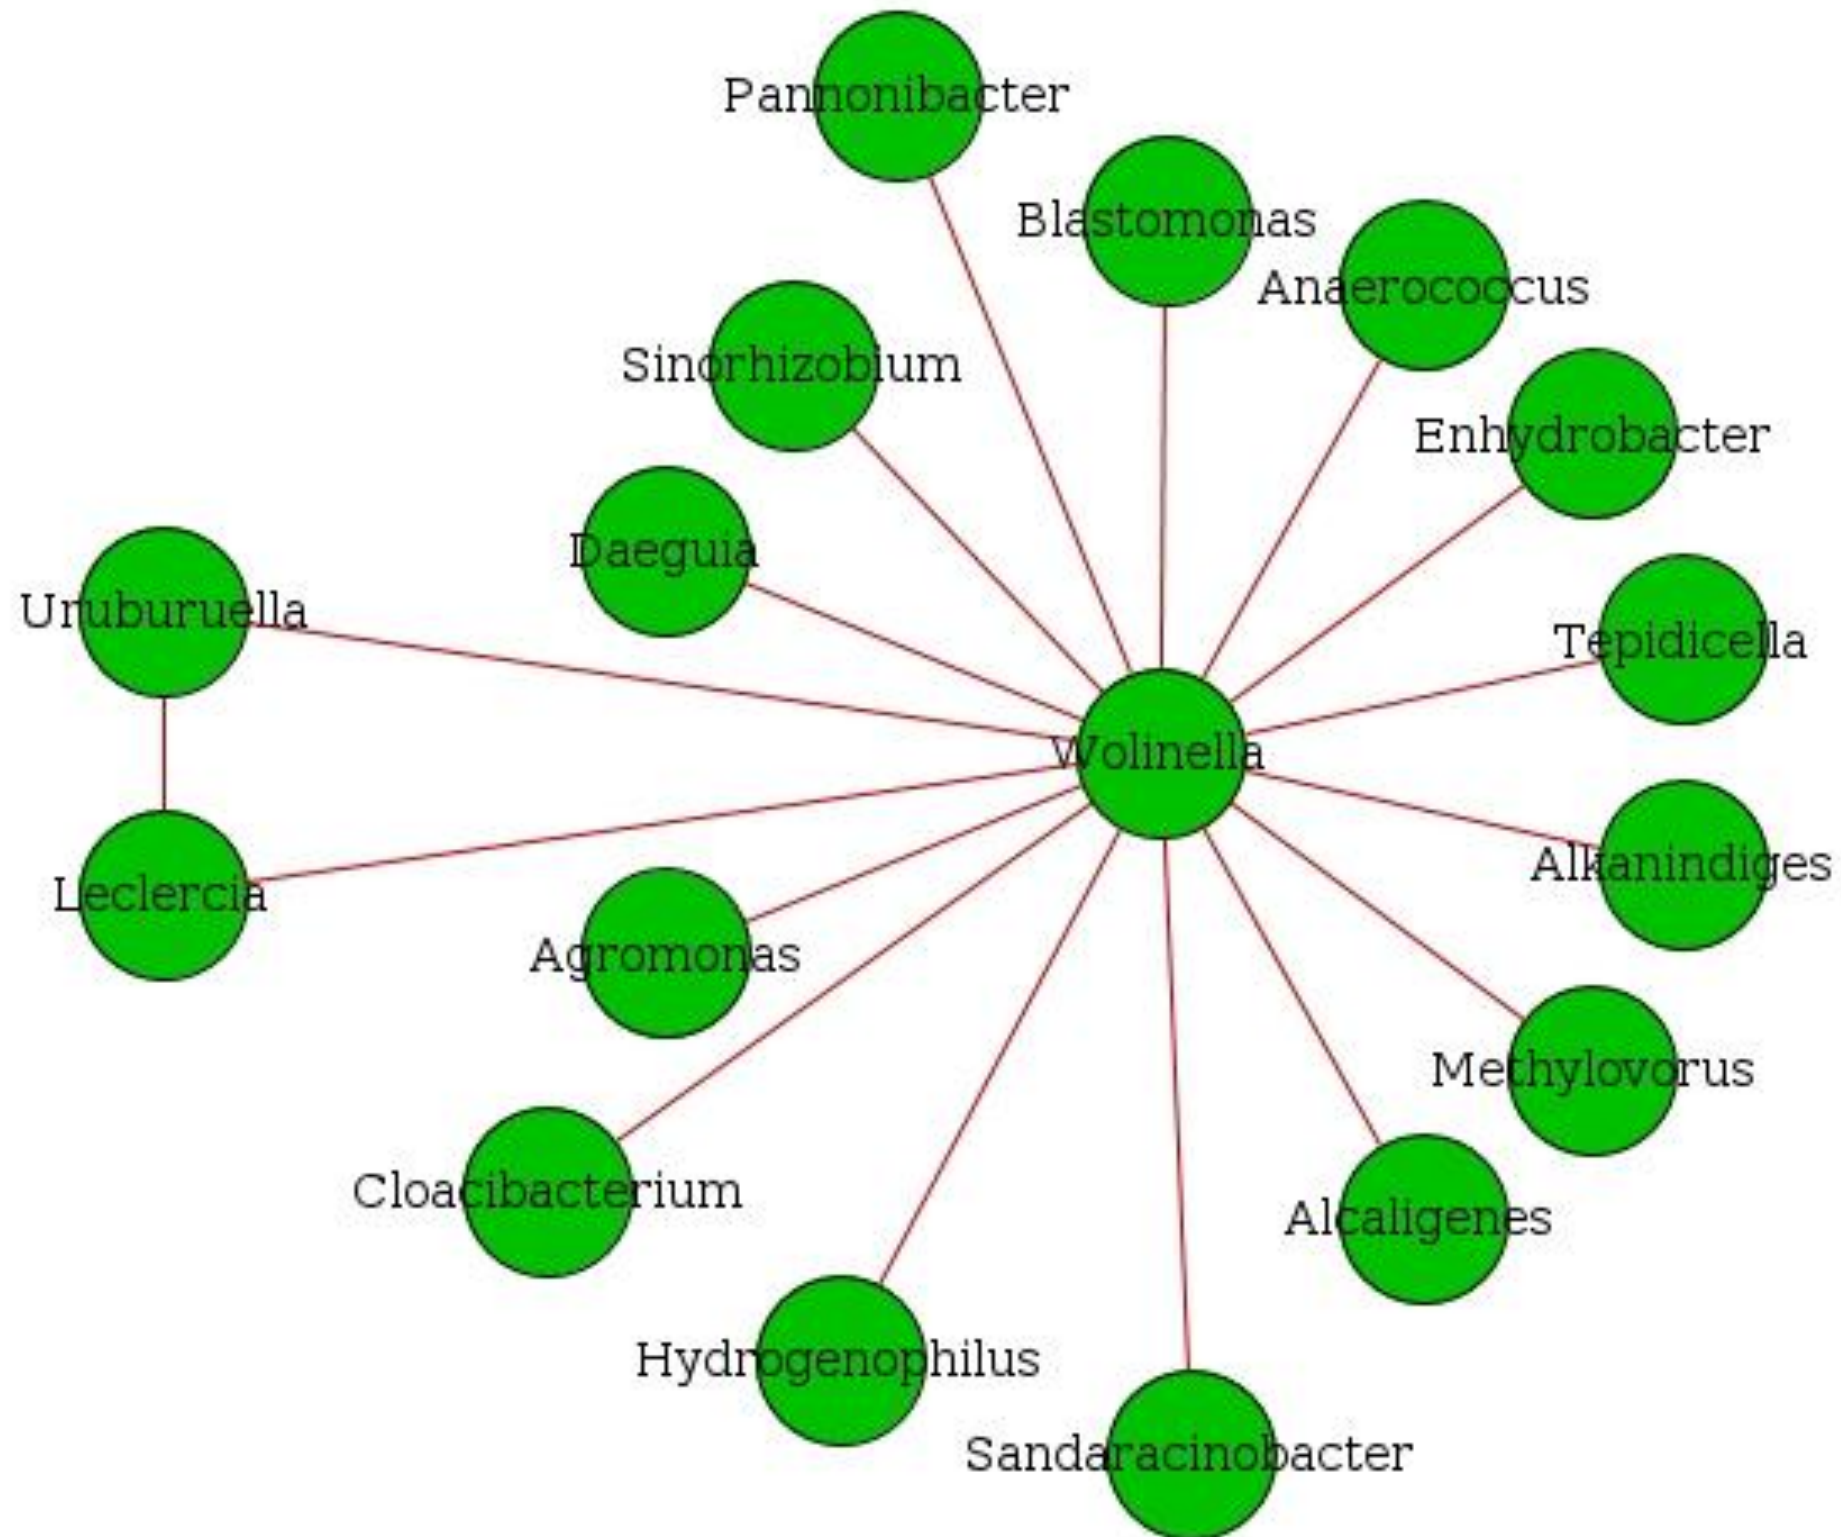 Pannonibacter
Blastomonas
Anaerococcus
Sinorhizobium
Enhydrobacter
Daeguia
Uruburuella
Tepidicella
Wolinella
Alkanindiges
Leclercia
Agromonas
Methylovorus
Cloacibacterium
Alcaligenes
Hydrogenophilus
Sandaracinobacter